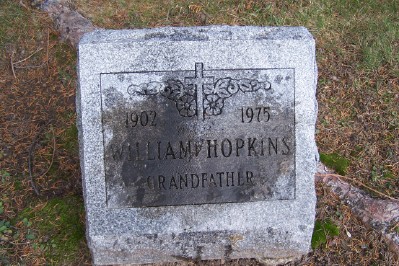 1902 1975
WILLIAM F HOPKINS
GRANDFATHER